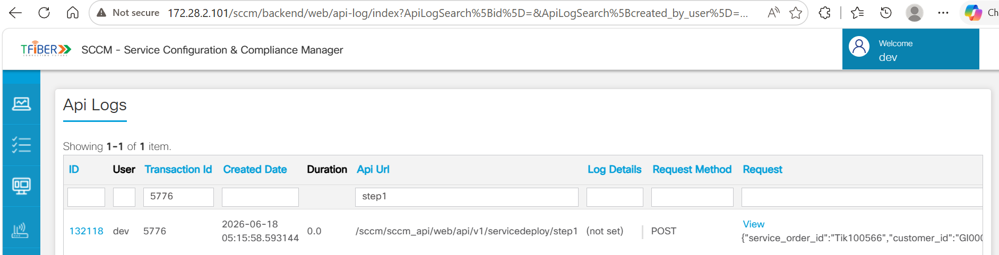 Not secure 172.28.2.101/sccm/backend/web/api-log/index?ApiLogSearch%5Bid%5D=&ApiLogSearch%5Bcreated_by_user%5D=...
Ch
TFiBER
CONNECTING FUTURE
SCCM - Service Configuration & Compliance Manager
Welcome
dev
Api Logs
Showing 1-1 of 1 item.
ID User Transaction Id Created Date Duration Api Url Log Details Request Method Request
5776 step1
132118 dev 5776 2026-06-18 05:15:58.593144 0.0 /sccm/sccm_api/web/api/v1/servicedeploy/step1 (not set) POST View
{"service_order_id":"Tik100566","customer_id":"GI000